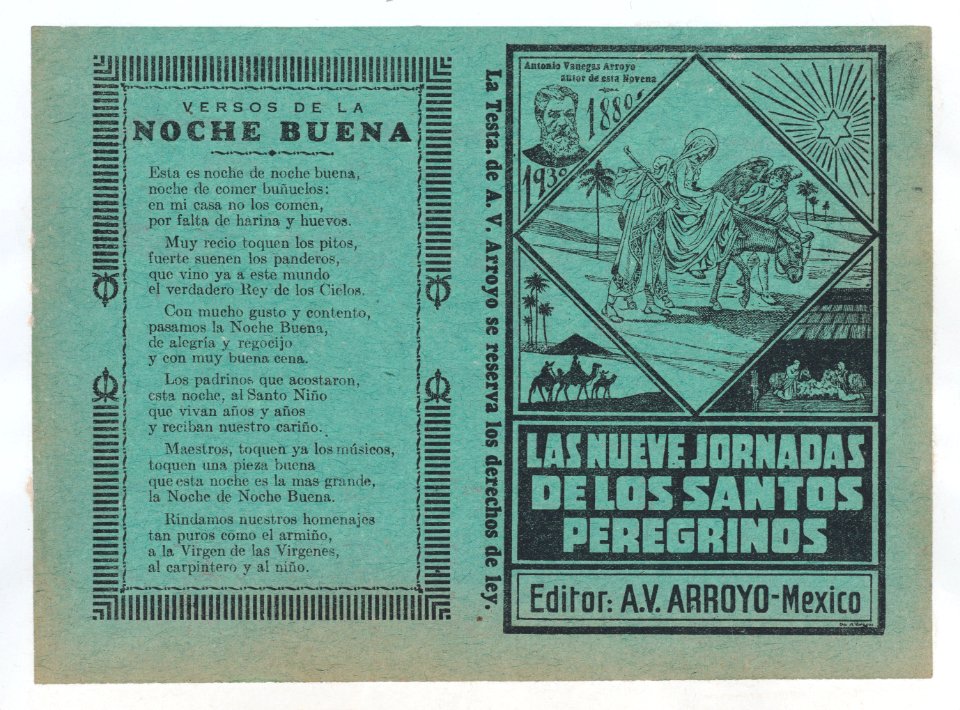 VERSOS DE LA
NOCHE BUENA
Esta es noche de noche buena,
noche de comer buñuelos:
en mi casa no los comen,
por falta de harina y huevos.
Muy recio toquen los pitos,
fuerte suenen los panderos,
que vino ya a este mundo
el verdadero Rey de los Cielos.
Con mucho gusto y contento,
pasamos la Noche Buena,
de alegría y regocijo
y con muy buena cena.
Los padrinos que acostaron,
esta noche, al Santo Niño
que vivan años y años
y reciban nuestro cariño.
Maestros, toquen ya los músicos,
toquen una pieza buena
que esta noche es la mas grande,
la Noche de Noche Buena.
Rindamos nuestros homenajes
tan puros como el armiño,
a la Virgen de las Virgenes,
al carpintero y al niño.
La Testa. de A. V. Arroyo se reserva los derechos de ley.
Antonio Vanegas Arroyo
autor de esta Novena
1880
1930
LAS NUEVE JORNADAS
DE LOS SANTOS
PEREGRINOS
Editor: A.V. ARROYO-Mexico